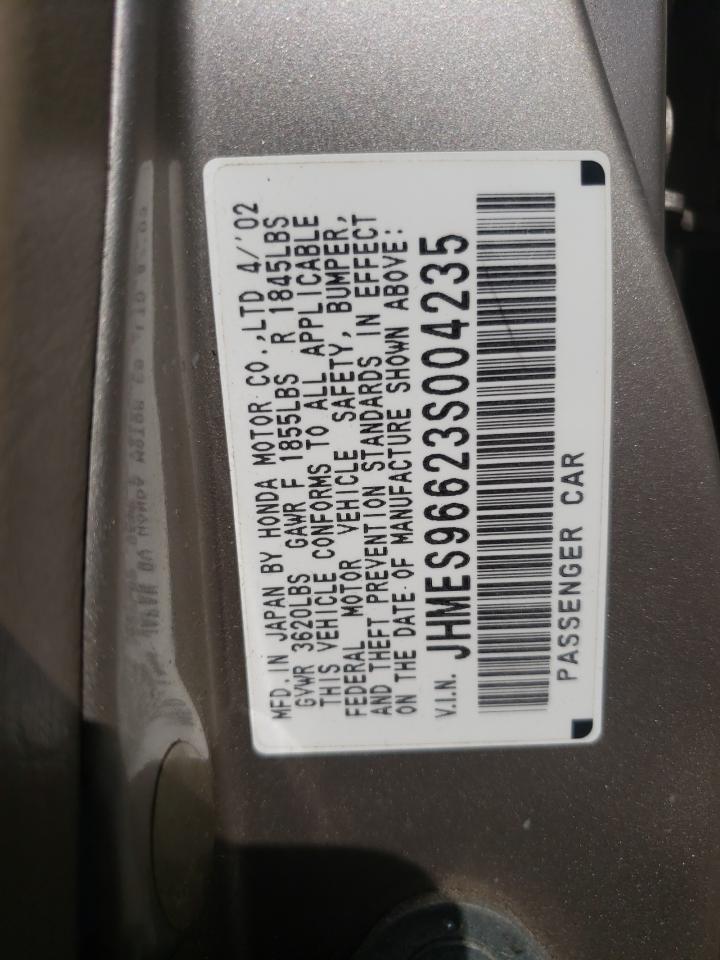 MFD. IN JAPAN BY HONDA MOTOR CO.,LTD 4/'02
GVWR 3620LBS GAWR F 1855LBS R 1845LBS
THIS VEHICLE CONFORMS TO ALL APPLICABLE
FEDERAL MOTOR VEHICLE SAFETY, BUMPER,
AND THEFT PREVENTION STANDARDS IN EFFECT
ON THE DATE OF MANUFACTURE SHOWN ABOVE:
V.I.N. JHMES96623S004235
PASSENGER CAR